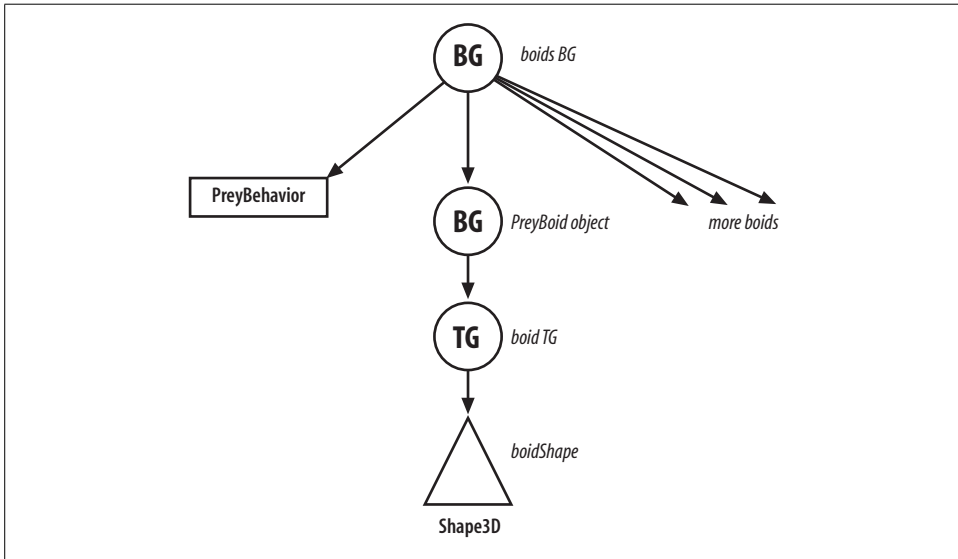 BG
boids BG
PreyBehavior
BG
PreyBoid object
more boids
TG
boid TG
boidShape
Shape3D